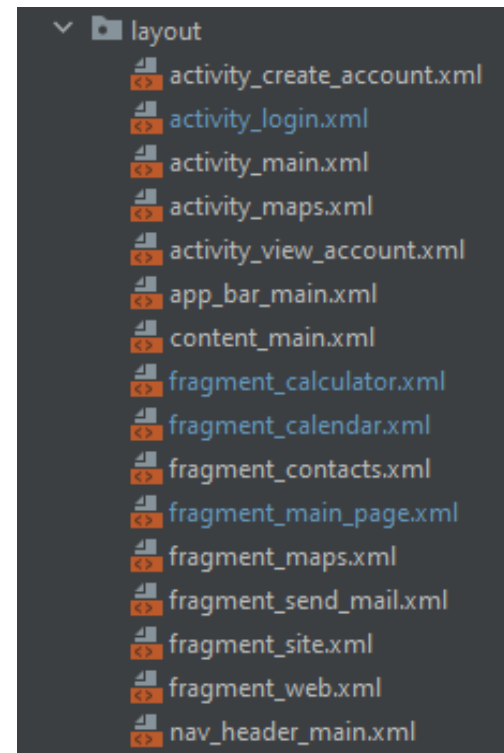 layout
activity_create_account.xml
activity_login.xml
activity_main.xml
activity_maps.xml
activity_view_account.xml
app_bar_main.xml
content_main.xml
fragment_calculator.xml
fragment_calendar.xml
fragment_contacts.xml
fragment_main_page.xml
fragment_maps.xml
fragment_send_mail.xml
fragment_site.xml
fragment_web.xml
nav_header_main.xml